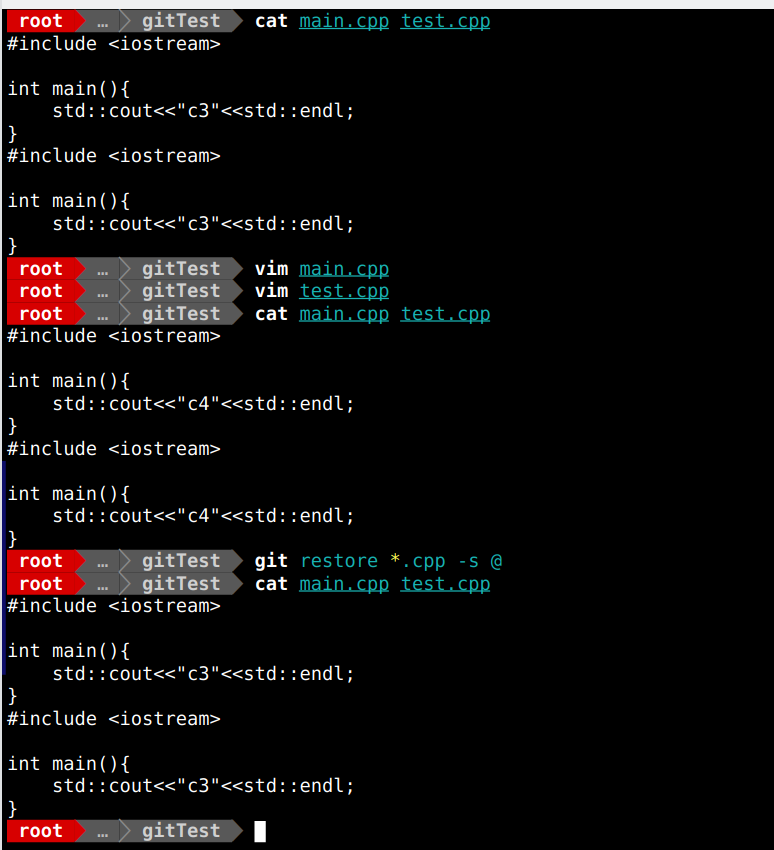 root … gitTest cat main.cpp test.cpp
#include <iostream>
int main(){
    std::cout<<"c3"<<std::endl;
}
#include <iostream>
int main(){
    std::cout<<"c3"<<std::endl;
}
root … gitTest vim main.cpp
root … gitTest vim test.cpp
root … gitTest cat main.cpp test.cpp
#include <iostream>
int main(){
    std::cout<<"c4"<<std::endl;
}
#include <iostream>
int main(){
    std::cout<<"c4"<<std::endl;
}
root … gitTest git restore *.cpp -s @
root … gitTest cat main.cpp test.cpp
#include <iostream>
int main(){
    std::cout<<"c3"<<std::endl;
}
#include <iostream>
int main(){
    std::cout<<"c3"<<std::endl;
}
root … gitTest